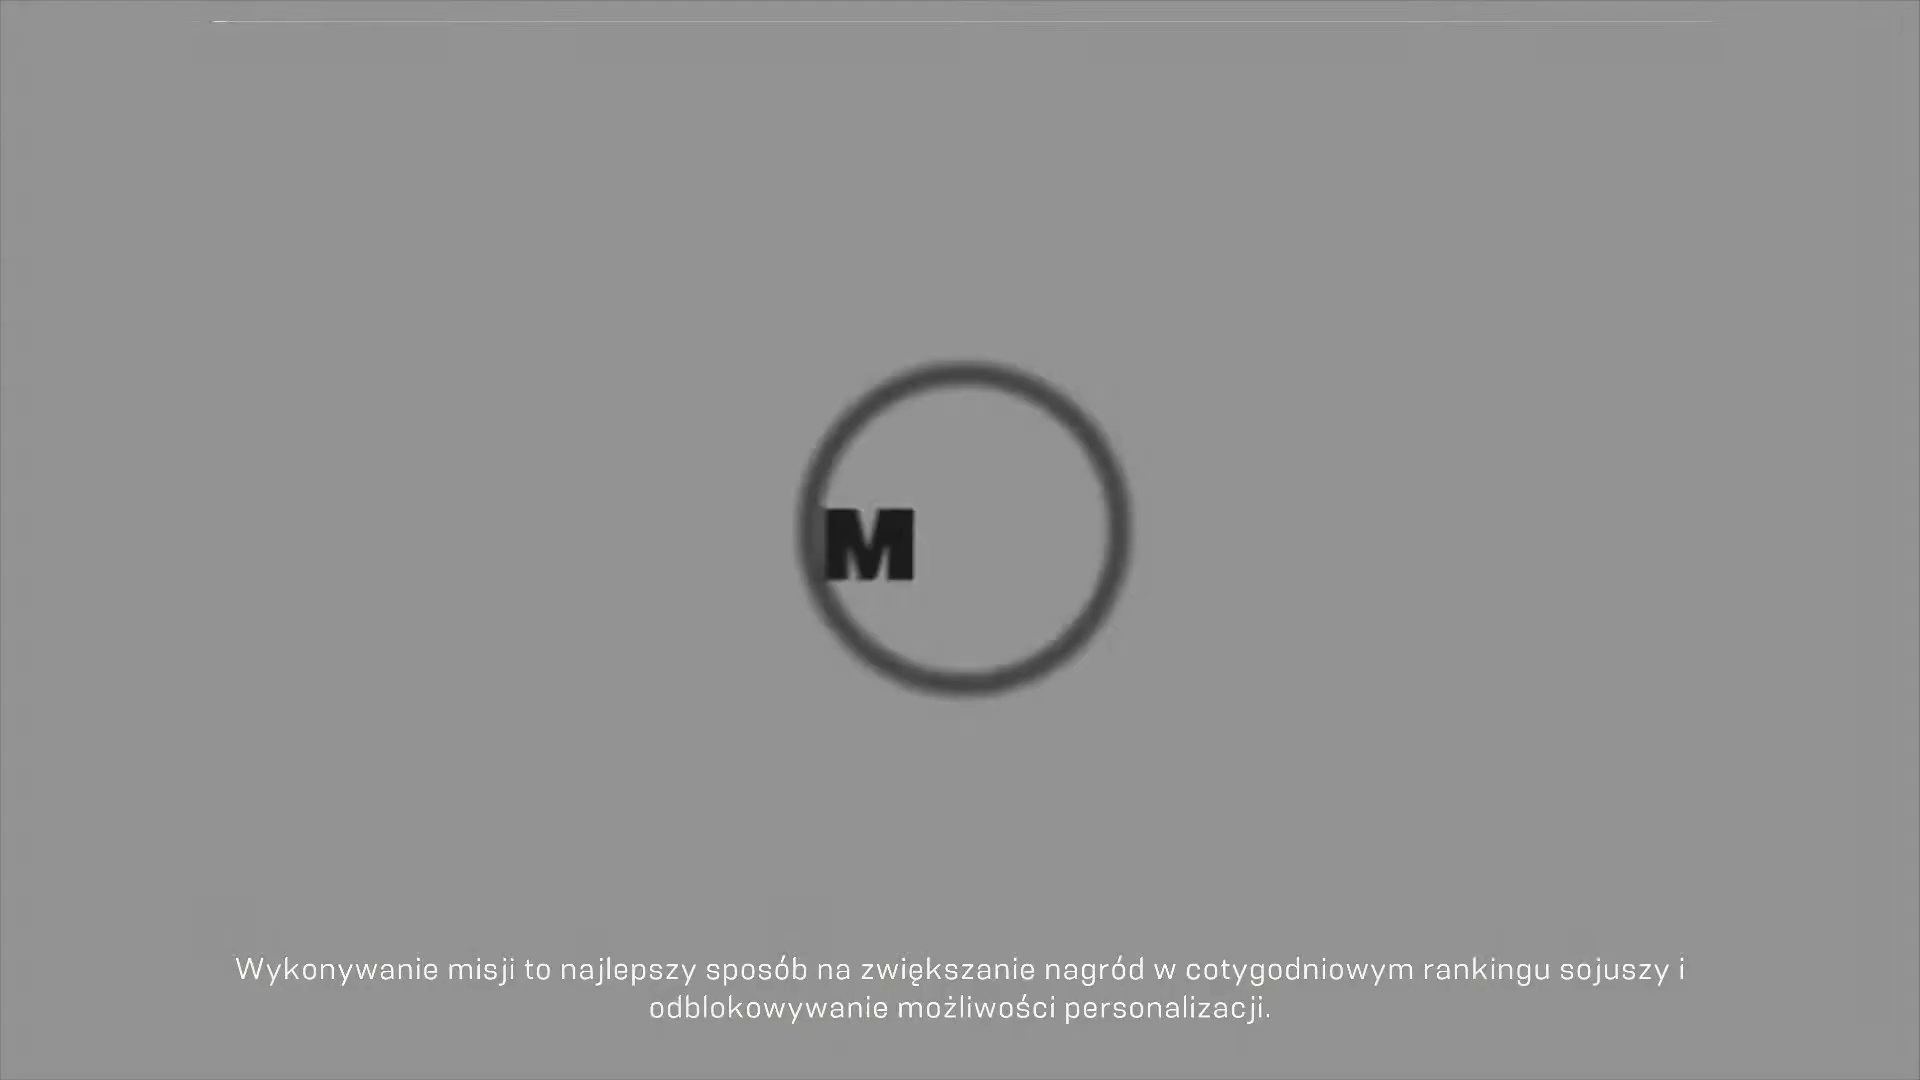 M
Wykonywanie misji to najlepszy sposób na zwiększanie nagród w cotygodniowym rankingu sojuszy i
odblokowywanie możliwości personalizacji.